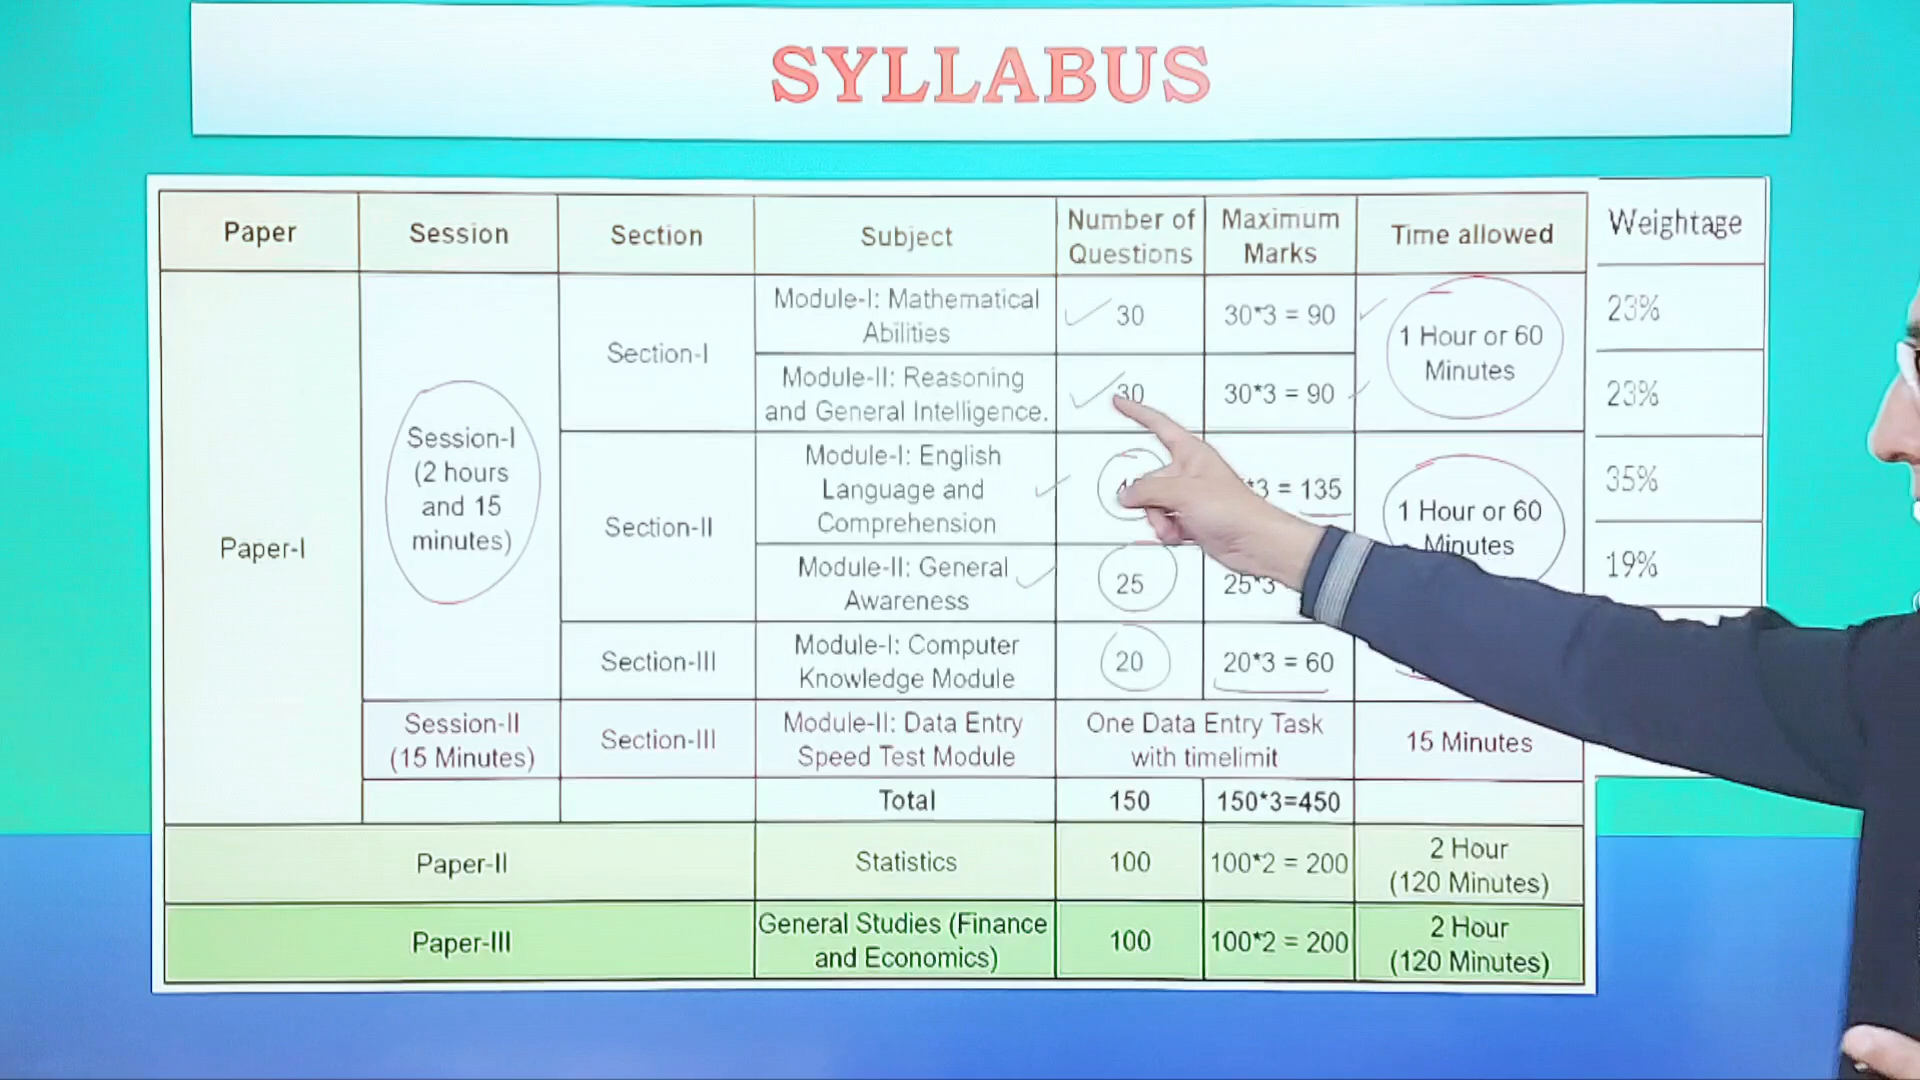 SYLLABUS
Paper
Session
Section
Subject
Number of
Questions
Maximum
Marks
Time allowed
Weightage
Paper-I
Session-I
(2 hours
and 15
minutes)
Section-I
Module-I: Mathematical
Abilities
30
30*3 = 90
1 Hour or 60
Minutes
23%
Module-II: Reasoning
and General Intelligence.
30
30*3 = 90
23%
Section-II
Module-I: English
Language and
Comprehension
*3 = 135
1 Hour or 60
Minutes
35%
Module-II: General
Awareness
25
25*3
19%
Section-III
Module-I: Computer
Knowledge Module
20
20*3 = 60
Session-II
(15 Minutes)
Section-III
Module-II: Data Entry
Speed Test Module
One Data Entry Task
with timelimit
15 Minutes
Total
150
150*3=450
Paper-II
Statistics
100
100*2 = 200
2 Hour
(120 Minutes)
Paper-III
General Studies (Finance
and Economics)
100
100*2 = 200
2 Hour
(120 Minutes)